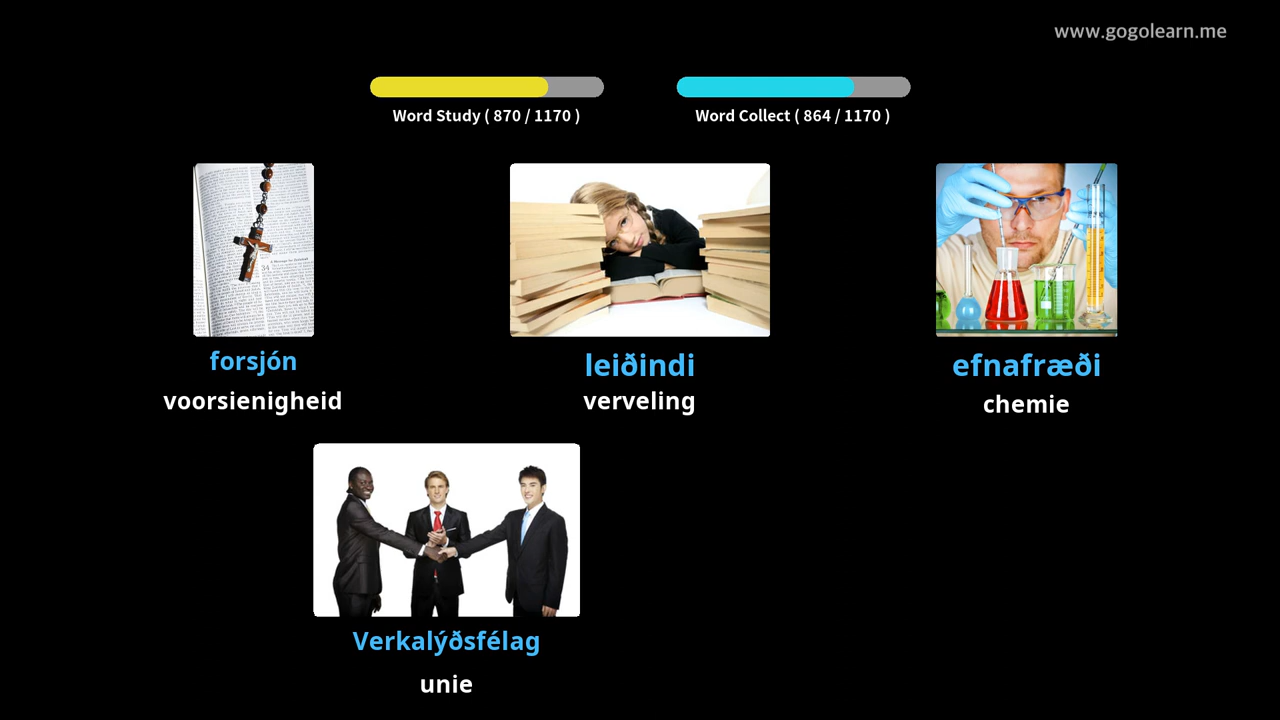 www.gogolearn.me
Word Study ( 870 / 1170 )
Word Collect ( 864 / 1170 )
forsjón
voorsienigheid
leiðindi
verveling
efnafræði
chemie
Verkalýðsfélag
unie